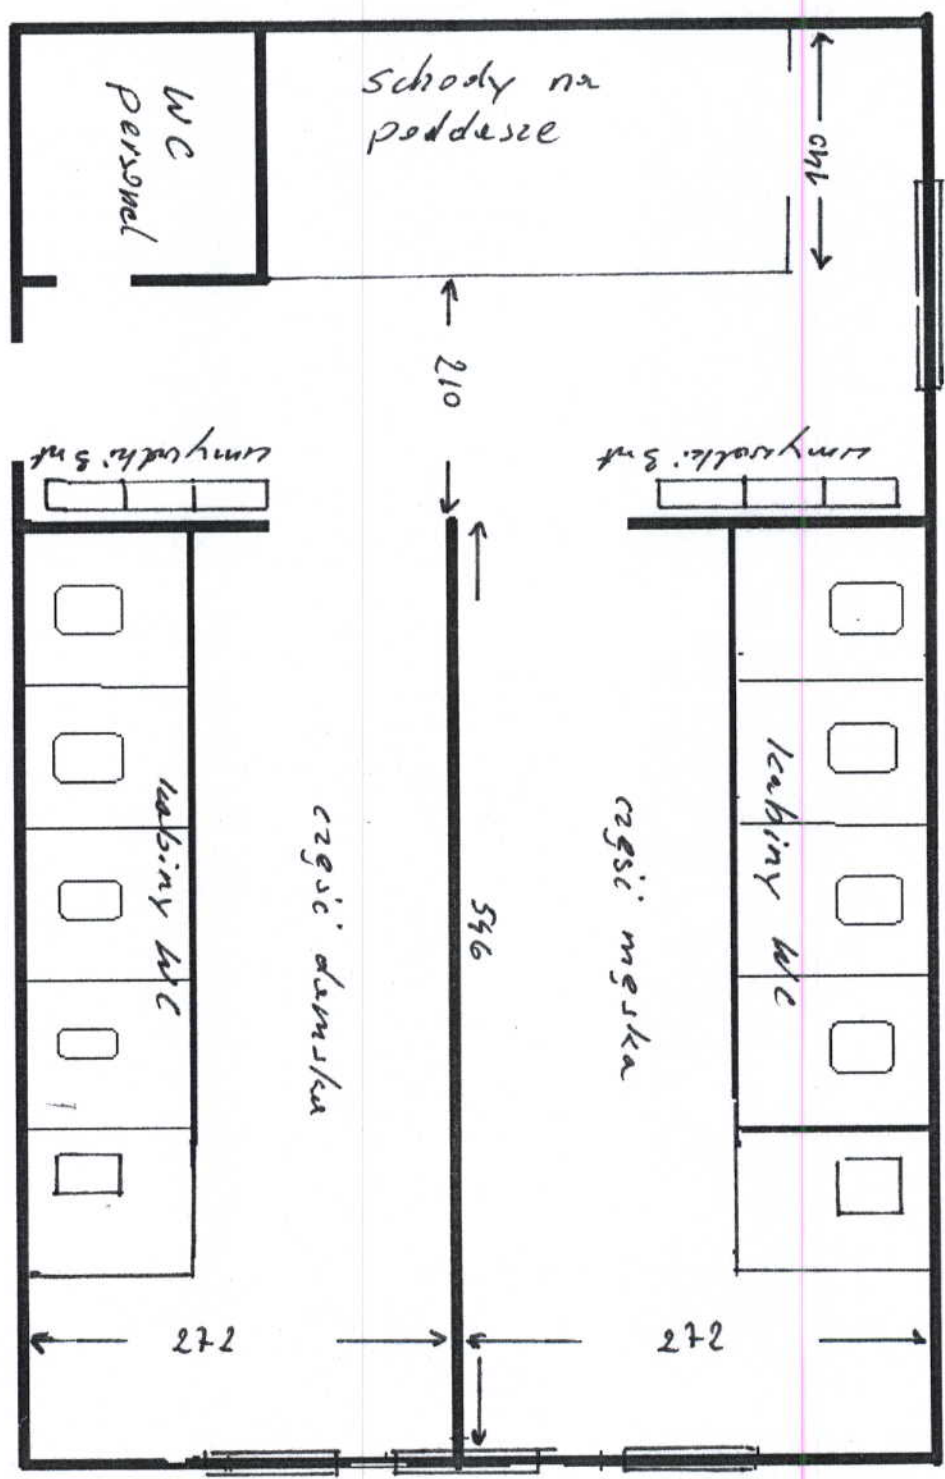 schody na
poddasze
WC
personel
140
210
umywalki 3 szt
umywalki 3 szt
kabiny WC
część damska
546
część męska
kabiny WC
272
272